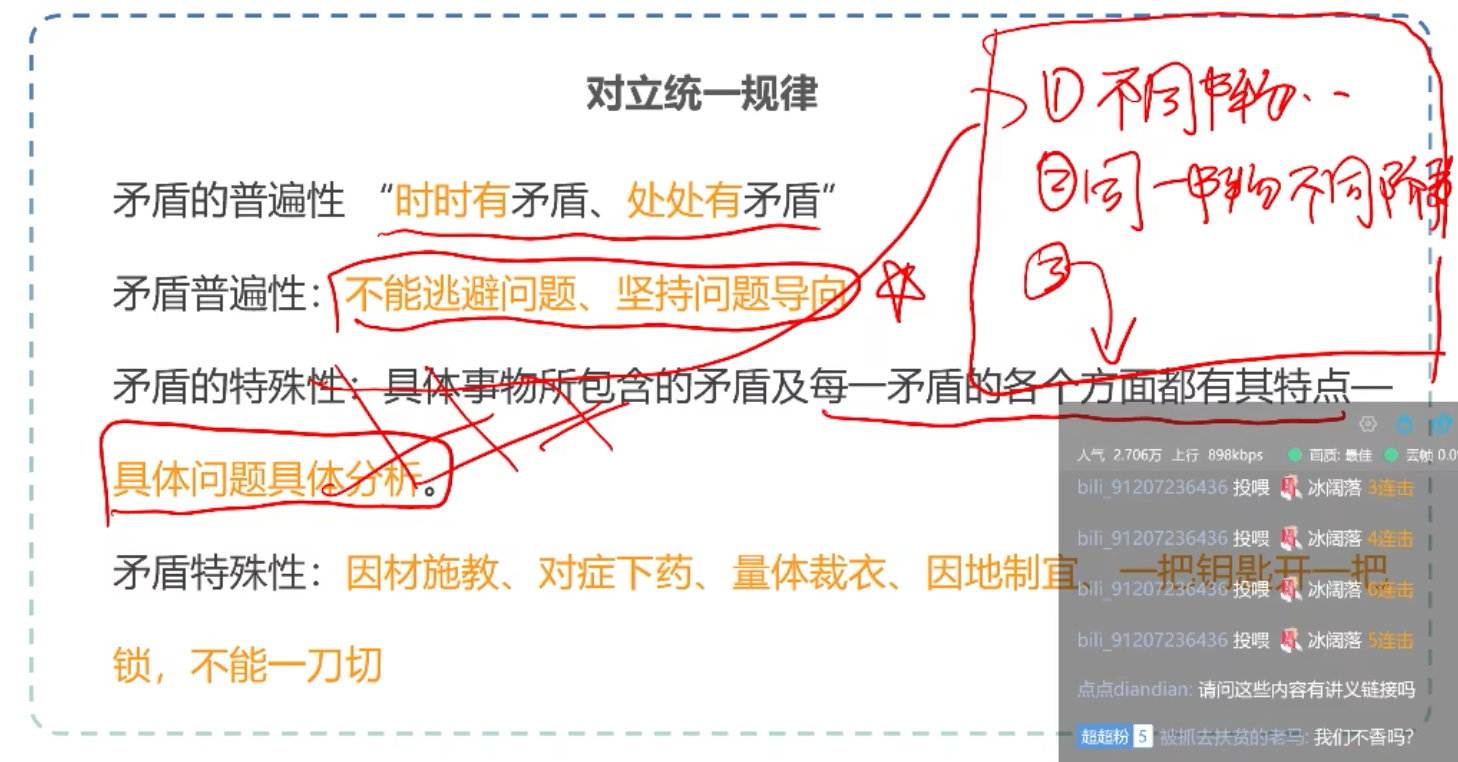 对立统一规律
①不同事物…
②同一事物不同阶段
③
矛盾的普遍性 “时时有矛盾、处处有矛盾”
矛盾普遍性：不能逃避问题、坚持问题导向
矛盾的特殊性：具体事物所包含的矛盾及每一矛盾的各个方面都有其特点—
具体问题具体分析。
矛盾特殊性：因材施教、对症下药、量体裁衣、因地制宜、一把钥匙开一把
锁，不能一刀切
人气 2.706万 上行 898kbps 画质: 最佳 丢帧 0.0
bili_91207236436 投喂 冰阔落 3连击
bili_91207236436 投喂 冰阔落 4连击
bili_91207236436 投喂 冰阔落 6连击
bili_91207236436 投喂 冰阔落 5连击
点点diandian: 请问这些内容有讲义链接吗
超超粉 5 被抓去扶贫的老马: 我们不香吗?